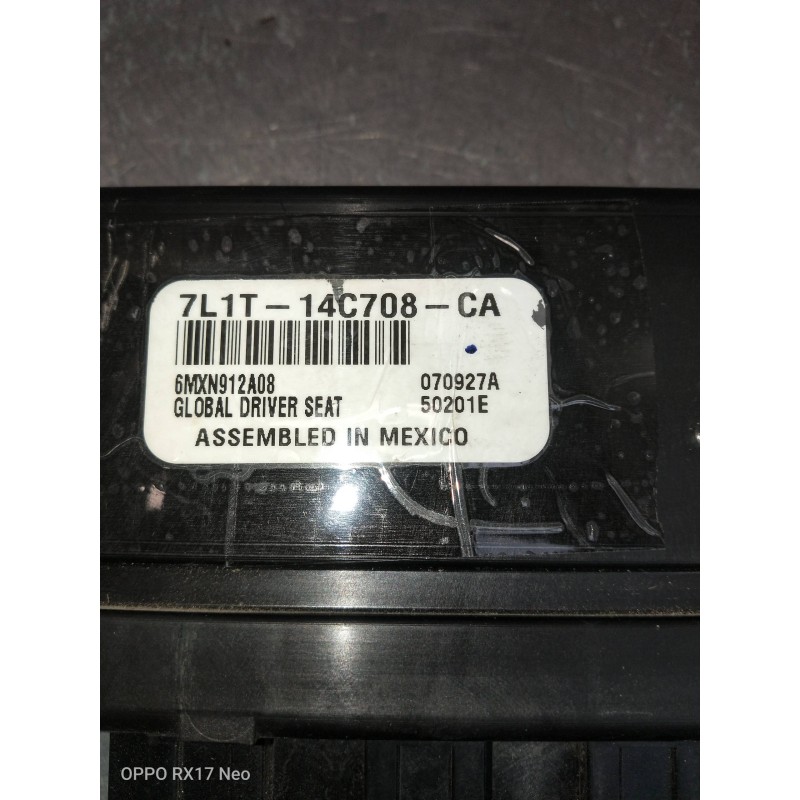 7L1T-14C708-CA
6MXN912A08 070927A
GLOBAL DRIVER SEAT 50201E
ASSEMBLED IN MEXICO
OPPO RX17 Neo